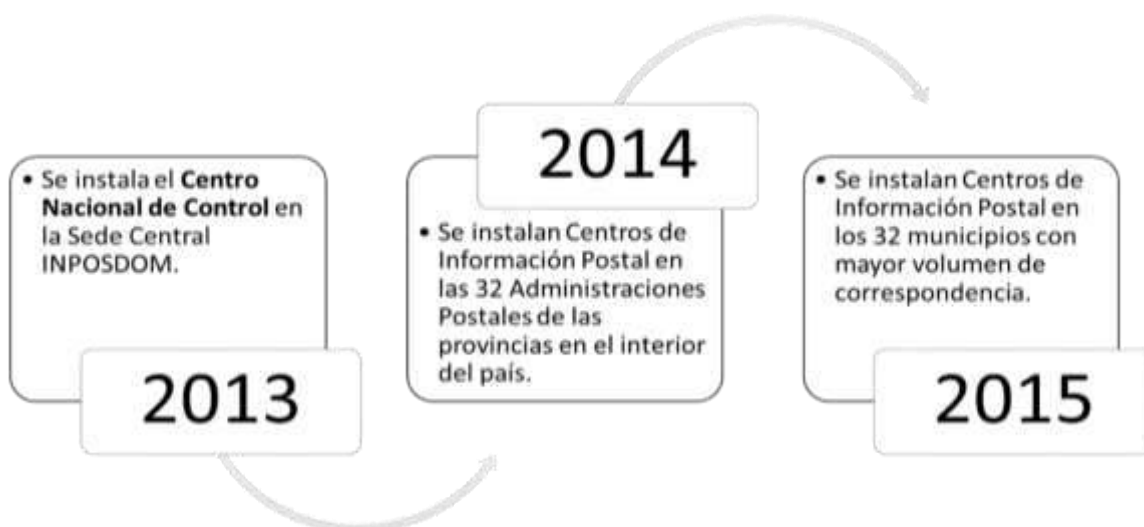 • Se instala el Centro
Nacional de Control en
la Sede Central
INPOSDOM.
2013
2014
• Se instalan Centros de
Información Postal en
las 32 Administraciones
Postales de las
provincias en el interior
del país.
• Se instalan Centros de
Información Postal en
los 32 municipios con
mayor volumen de
correspondencia.
2015